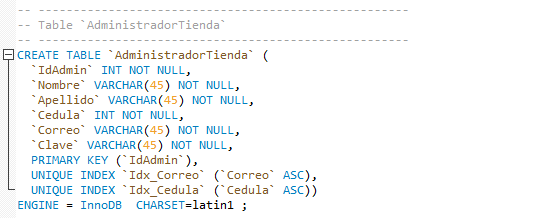 -- -----------------------------------------------------
-- Table `AdministradorTienda`
-- -----------------------------------------------------
CREATE TABLE `AdministradorTienda` (
`IdAdmin` INT NOT NULL,
`Nombre` VARCHAR(45) NOT NULL,
`Apellido` VARCHAR(45) NOT NULL,
`Cedula` INT NOT NULL,
`Correo` VARCHAR(45) NOT NULL,
`Clave` VARCHAR(45) NOT NULL,
PRIMARY KEY (`IdAdmin`),
UNIQUE INDEX `Idx_Correo` (`Correo` ASC),
UNIQUE INDEX `Idx_Cedula` (`Cedula` ASC))
ENGINE = InnoDB  CHARSET=latin1 ;